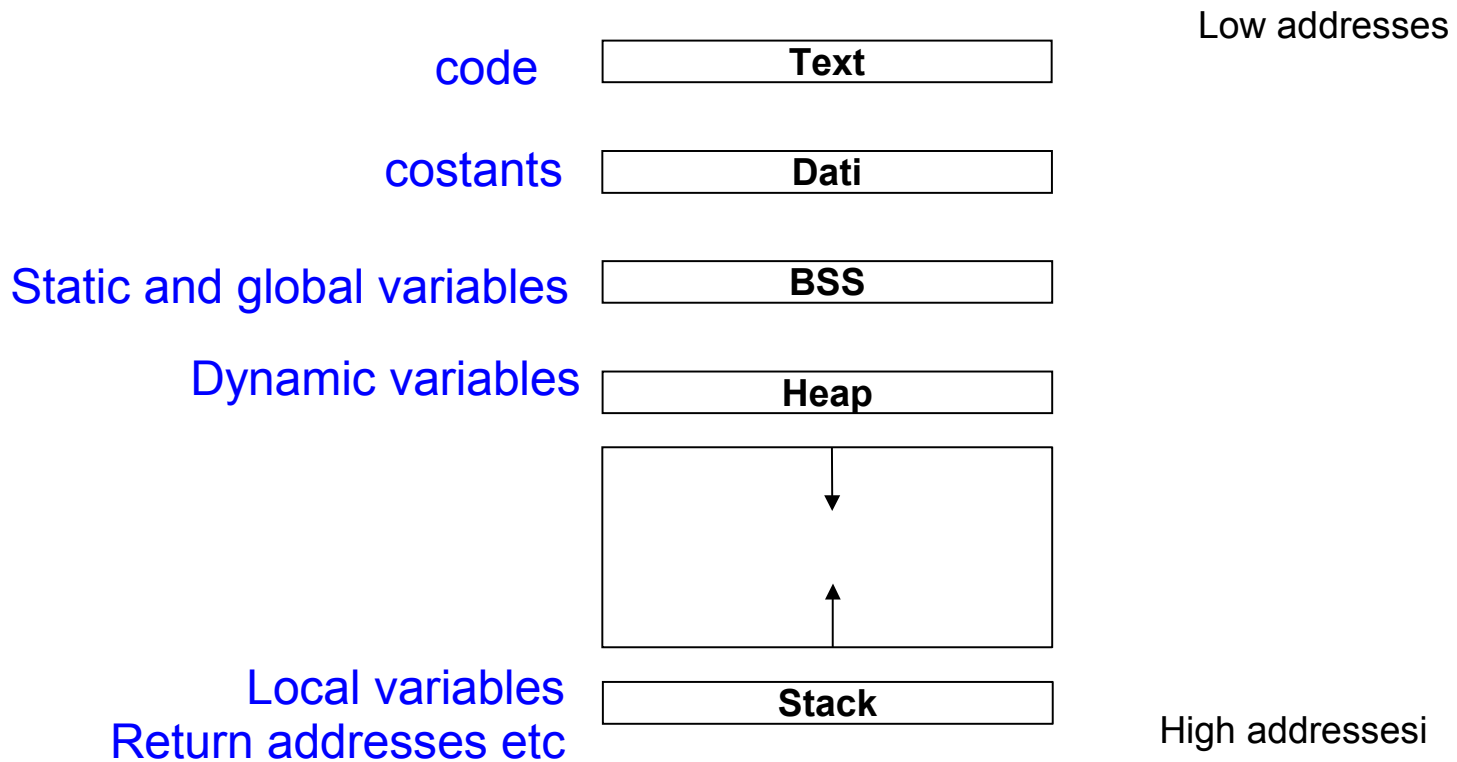 Low addresses
code
Text
costants
Dati
Static and global variables
BSS
Dynamic variables
Heap
Local variables
Return addresses etc
Stack
High addressesi